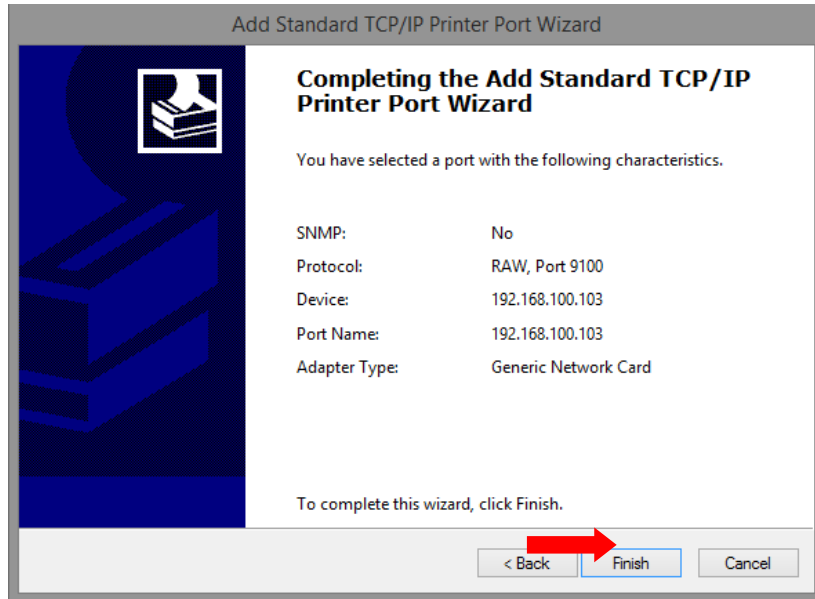 Add Standard TCP/IP Printer Port Wizard
Completing the Add Standard TCP/IP
Printer Port Wizard
You have selected a port with the following characteristics.
SNMP: No
Protocol: RAW, Port 9100
Device: 192.168.100.103
Port Name: 192.168.100.103
Adapter Type: Generic Network Card
To complete this wizard, click Finish.
< Back Finish Cancel